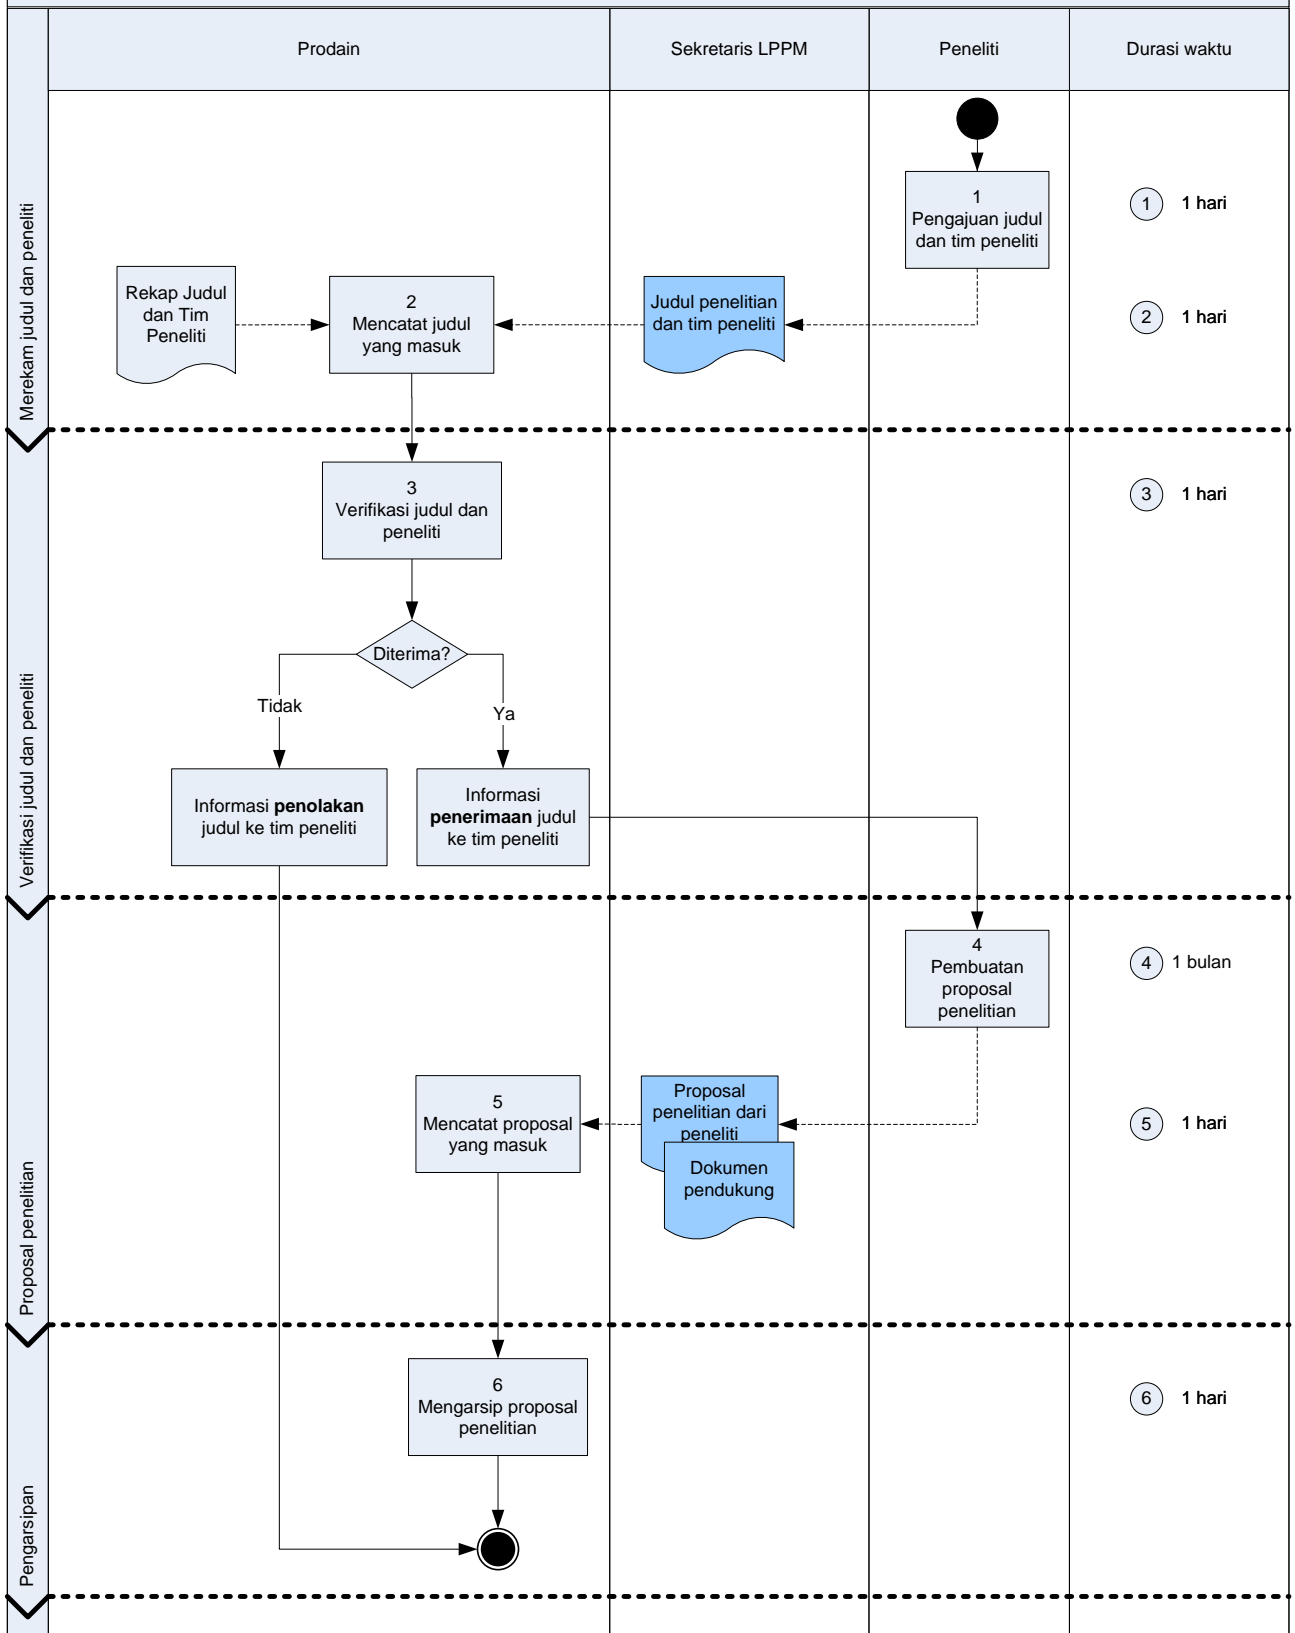 Prodain
Sekretaris LPPM
Peneliti
Durasi waktu
Merekam judul dan peneliti
1
Pengajuan judul
dan tim peneliti
1 1 hari
Rekap Judul
dan Tim
Peneliti
2
Mencatat judul
yang masuk
Judul penelitian
dan tim peneliti
2 1 hari
Verifikasi judul dan peneliti
3
Verifikasi judul dan
peneliti
3 1 hari
Diterima?
Tidak
Ya
Informasi penolakan
judul ke tim peneliti
Informasi
penerimaan judul
ke tim peneliti
Proposal penelitian
4
Pembuatan
proposal
penelitian
4 1 bulan
5
Mencatat proposal
yang masuk
Proposal
penelitian dari
peneliti
Dokumen
pendukung
5 1 hari
Pengarsipan
6
Mengarsip proposal
penelitian
6 1 hari